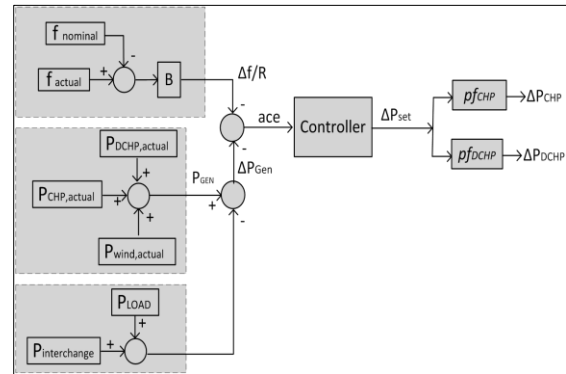 f nominal
-
f actual
+
B
Δf/R
-
ace
Controller
ΔPset
pfCHP
ΔPCHP
-
pfDCHP
ΔPDCHP
PDCHP,actual
+
PCHP,actual
+
+
Pwind,actual
PGEN
+
ΔPGen
-
PLOAD
+
Pinterchange
+